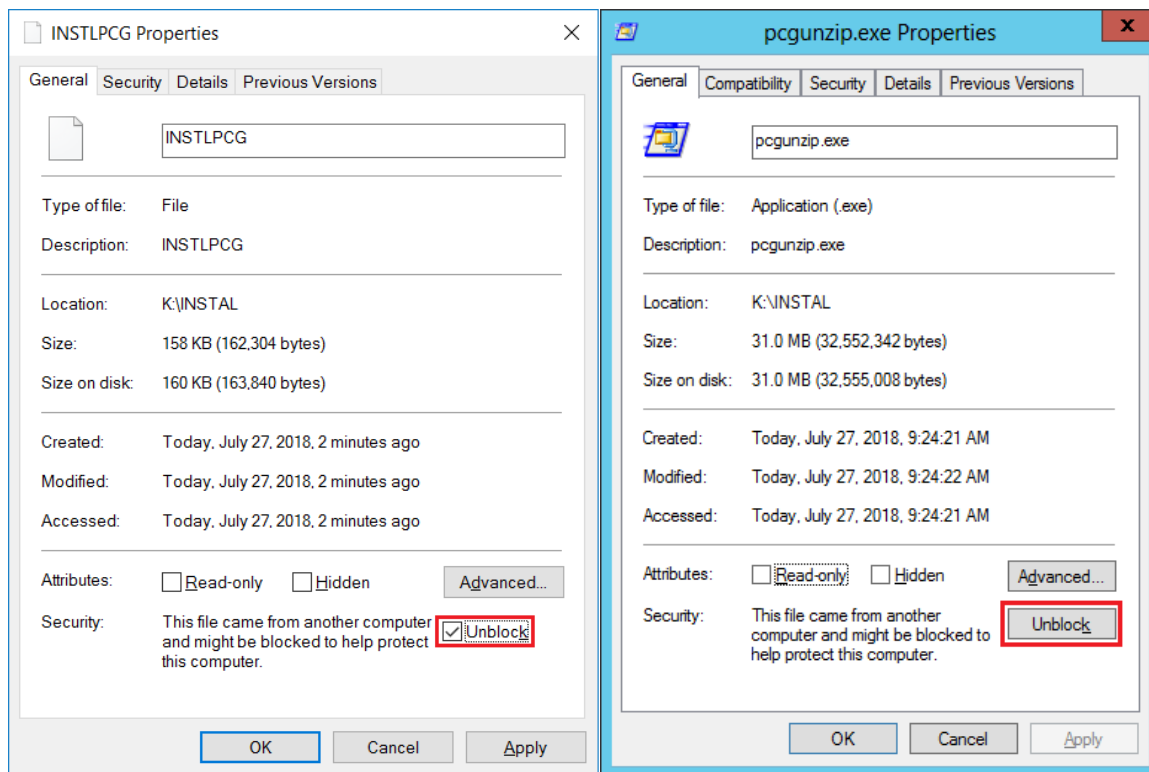 INSTLPCG Properties
General Security Details Previous Versions
INSTLPCG
Type of file: File
Description: INSTLPCG
Location: K:\INSTAL
Size: 158 KB (162,304 bytes)
Size on disk: 160 KB (163,840 bytes)
Created: Today, July 27, 2018, 2 minutes ago
Modified: Today, July 27, 2018, 2 minutes ago
Accessed: Today, July 27, 2018, 2 minutes ago
Attributes: Read-only Hidden Advanced...
Security: This file came from another computer
and might be blocked to help protect
this computer.
Unblock
OK Cancel Apply
pcgunzip.exe Properties
General Compatibility Security Details Previous Versions
pcgunzip.exe
Type of file: Application (.exe)
Description: pcgunzip.exe
Location: K:\INSTAL
Size: 31.0 MB (32,552,342 bytes)
Size on disk: 31.0 MB (32,555,008 bytes)
Created: Today, July 27, 2018, 9:24:21 AM
Modified: Today, July 27, 2018, 9:24:22 AM
Accessed: Today, July 27, 2018, 9:24:21 AM
Attributes: Read-only Hidden Advanced...
Security: This file came from another
computer and might be blocked to
help protect this computer.
Unblock
OK Cancel Apply